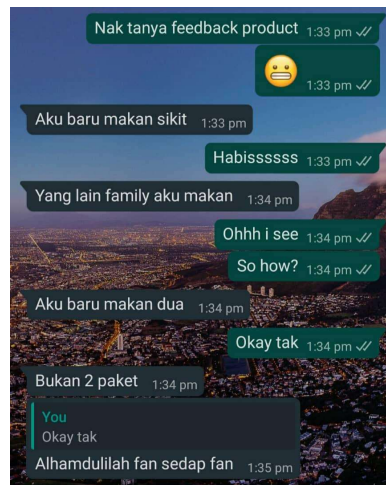 Nak tanya feedback product 1:33 pm
😬 1:33 pm
Aku baru makan sikit 1:33 pm
Habissssss 1:33 pm
Yang lain family aku makan 1:34 pm
Ohhh i see 1:34 pm
So how? 1:34 pm
Aku baru makan dua 1:34 pm
Okay tak 1:34 pm
Bukan 2 paket 1:34 pm
You
Okay tak
Alhamdulilah fan sedap fan 1:35 pm